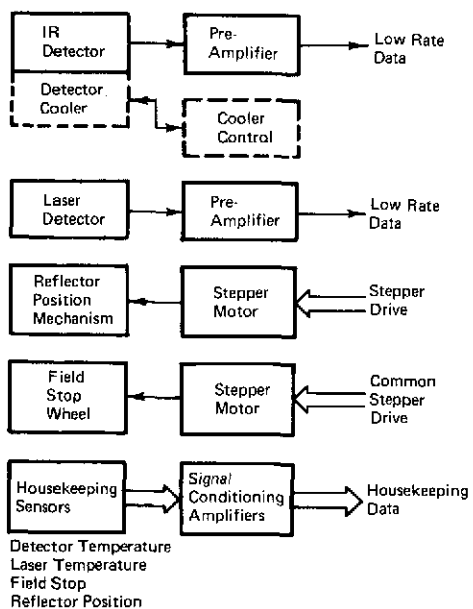 IR
Detector
Pre-
Amplifier
Low Rate
Data
Detector
Cooler
Cooler
Control
Laser
Detector
Pre-
Amplifier
Low Rate
Data
Reflector
Position
Mechanism
Stepper
Motor
Stepper
Drive
Field
Stop
Wheel
Stepper
Motor
Common
Stepper
Drive
Housekeeping
Sensors
Signal
Conditioning
Amplifiers
Housekeeping
Data
Detector Temperature
Laser Temperature
Field Stop
Reflector Position